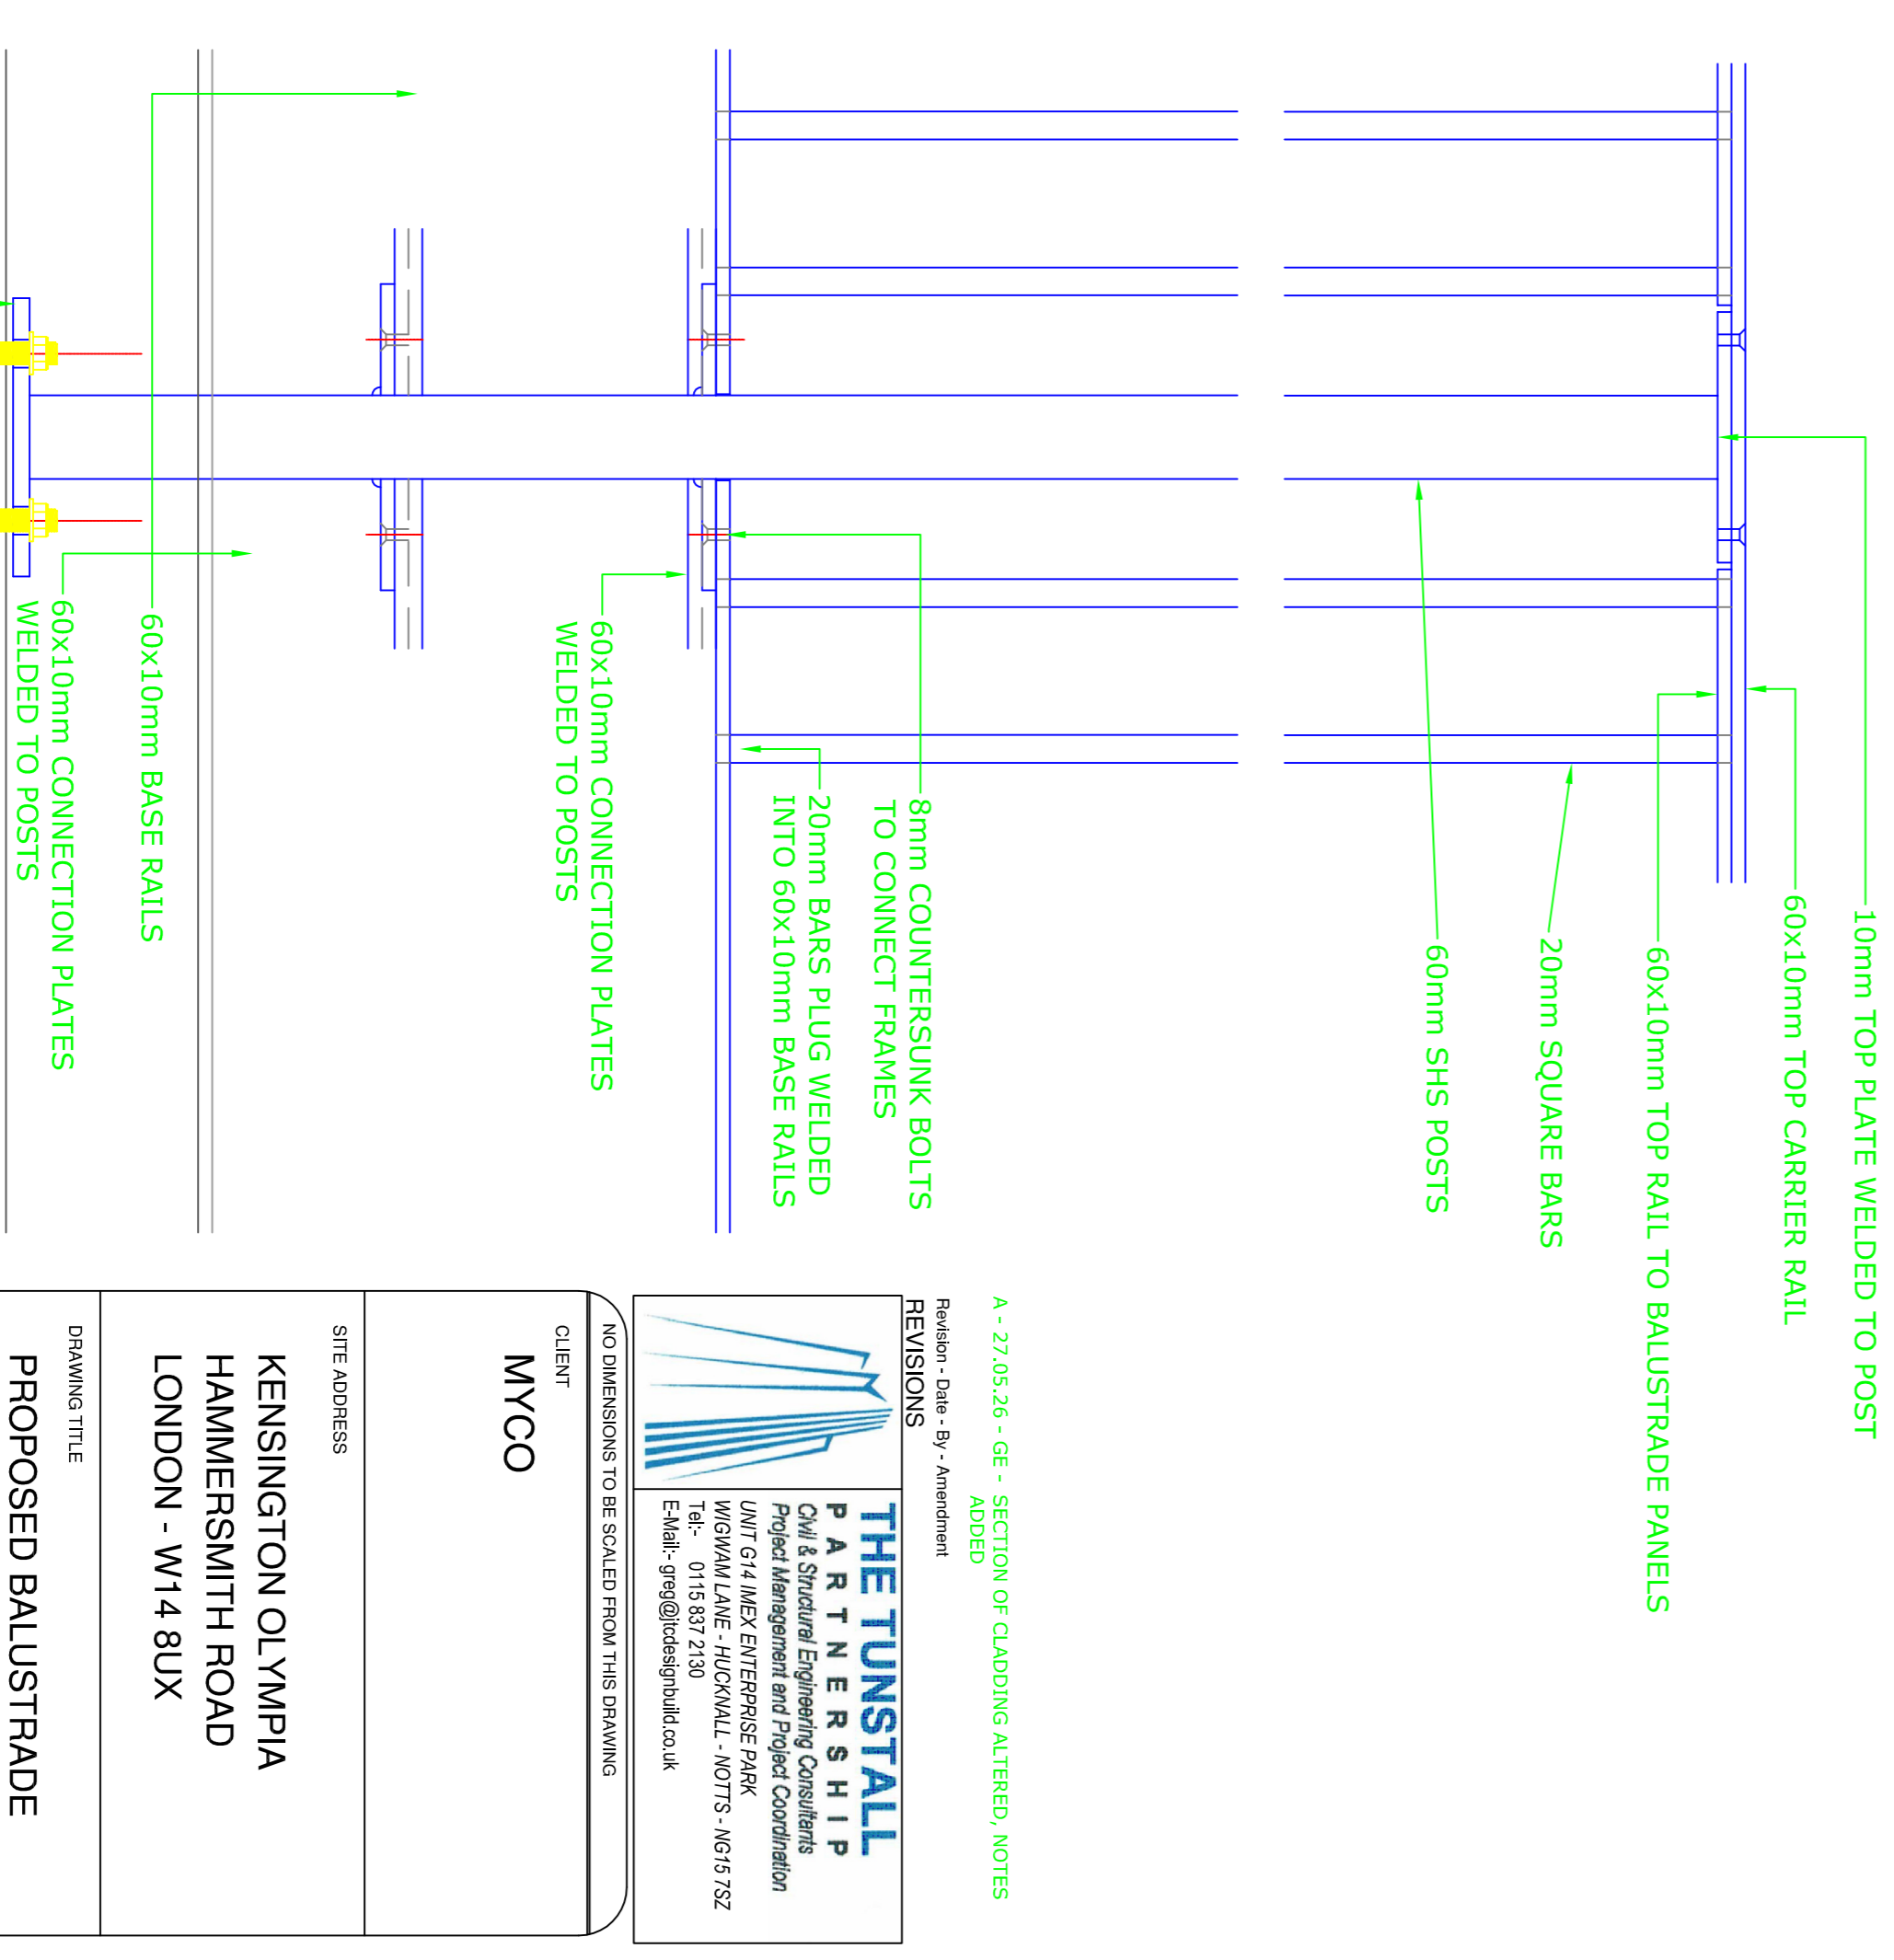 10mm TOP PLATE WELDED TO POST
60x10mm TOP CARRIER RAIL
60x10mm TOP RAIL TO BALUSTRADE PANELS
20mm SQUARE BARS
60mm SHS POSTS
8mm COUNTERSUNK BOLTS
TO CONNECT FRAMES
20mm BARS PLUG WELDED
INTO 60x10mm BASE RAILS
60x10mm CONNECTION PLATES
WELDED TO POSTS
60x10mm BASE RAILS
60x10mm CONNECTION PLATES
WELDED TO POSTS
A - 27.05.26 - GE - SECTION OF CLADDING ALTERED, NOTES
ADDED
Revision - Date - By - Amendment
REVISIONS
THE TUNSTALL
PARTNERSHIP
Civil & Structural Engineering Consultants
Project Management and Project Coordination
UNIT G14 IMEX ENTERPRISE PARK
WIGWAM LANE - HUCKNALL - NOTTS - NG15 7SZ
Tel:- 0115 837 2130
E-Mail:- greg@jtcdesignbuild.co.uk
NO DIMENSIONS TO BE SCALED FROM THIS DRAWING
CLIENT
MYCO
SITE ADDRESS
KENSINGTON OLYMPIA
HAMMERSMITH ROAD
LONDON - W14 8UX
DRAWING TITLE
PROPOSED BALUSTRADE